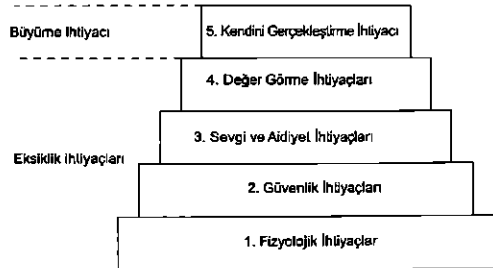 Büyüme İhtiyacı
5. Kendini Gerçekleştirme İhtiyacı
4. Değer Görme İhtiyaçları
3. Sevgi ve Aidiyet İhtiyaçları
Eksiklik ihtiyaçları
2. Güvenlik İhtiyaçları
1. Fizyolojik İhtiyaçlar